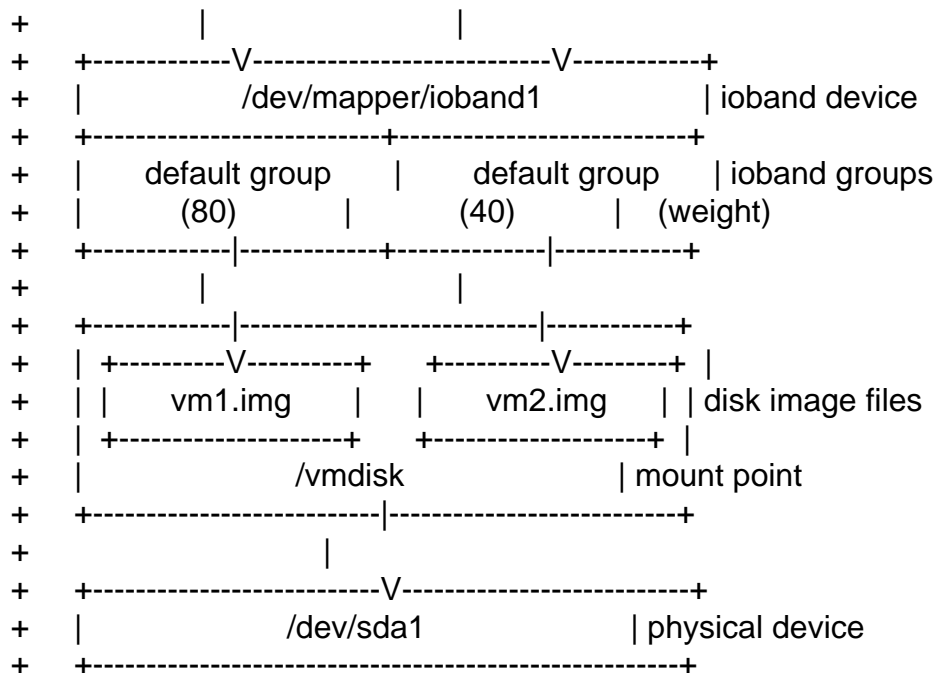 + | |
+ +-------------V----------------------------V------------+
+ | /dev/mapper/ioband1 | ioband device
+ +----------------------------+----------------------------+
+ | default group | default group | ioband groups
+ | (80) | (40) | (weight)
+ +-------------|-------------+--------------|------------+
+ | |
+ +-------------|----------------------------|------------+
+ | +----------V----------+ +----------V----------+ |
+ | | vm1.img | | vm2.img | | disk image files
+ | +---------------------+ +---------------------+ |
+ | /vmdisk | mount point
+ +---------------------------|---------------------------+
+ |
+ +---------------------------V----------------------------+
+ | /dev/sda1 | physical device
+ +-------------------------------------------------------+